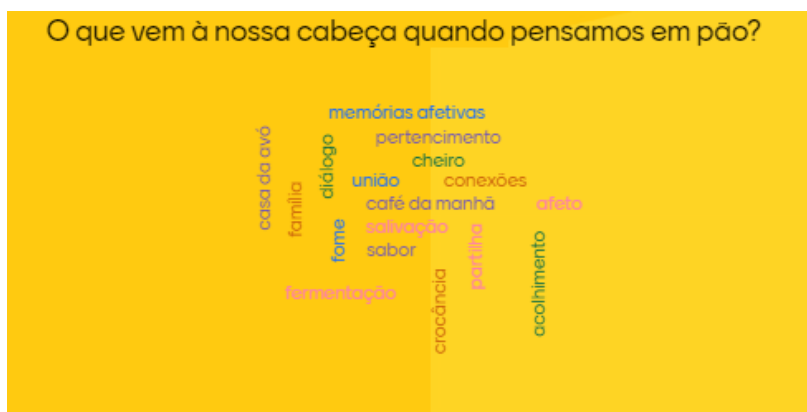 O que vem à nossa cabeça quando pensamos em pão?
memórias afetivas
pertencimento
cheiro
união
conexões
café da manhã
afeto
salivação
sabor
fermentação
casa da avó
família
diálogo
fome
crocância
partilha
acolhimento